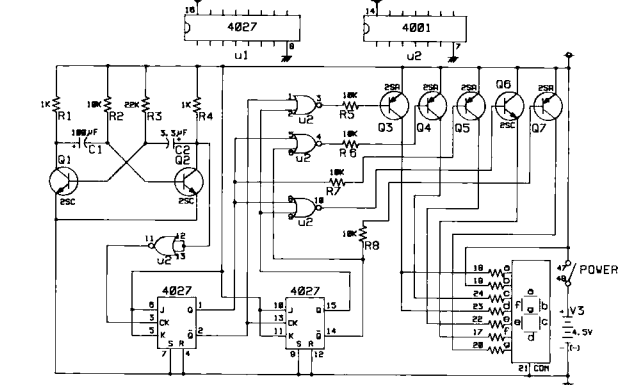 16
4027
8
u1
14
4001
7
u2
1K
R1
10K
R2
22K
R3
1K
R4
100µF
C1
3.3µF
C2
Q1
2SC
Q2
2SC
1
2
3
u2
10K
R5
5
6
4
u2
10K
R6
10K
R7
8
9
10
u2
10K
R8
2SA
Q3
2SA
Q4
2SA
Q5
Q6
2SC
2SA
Q7
11
12
13
u2
4027
6
J
Q
1
3
CK
5
K
Q
2
S R
7
4
4027
10
J
Q
15
13
CK
11
K
Q
14
S R
9
12
18
a
19
b
24
c
23
d
22
e
17
f
20
g
a
f
b
g
e
c
d
21
COM
47
48
POWER
V3
+
4.5V
(-)